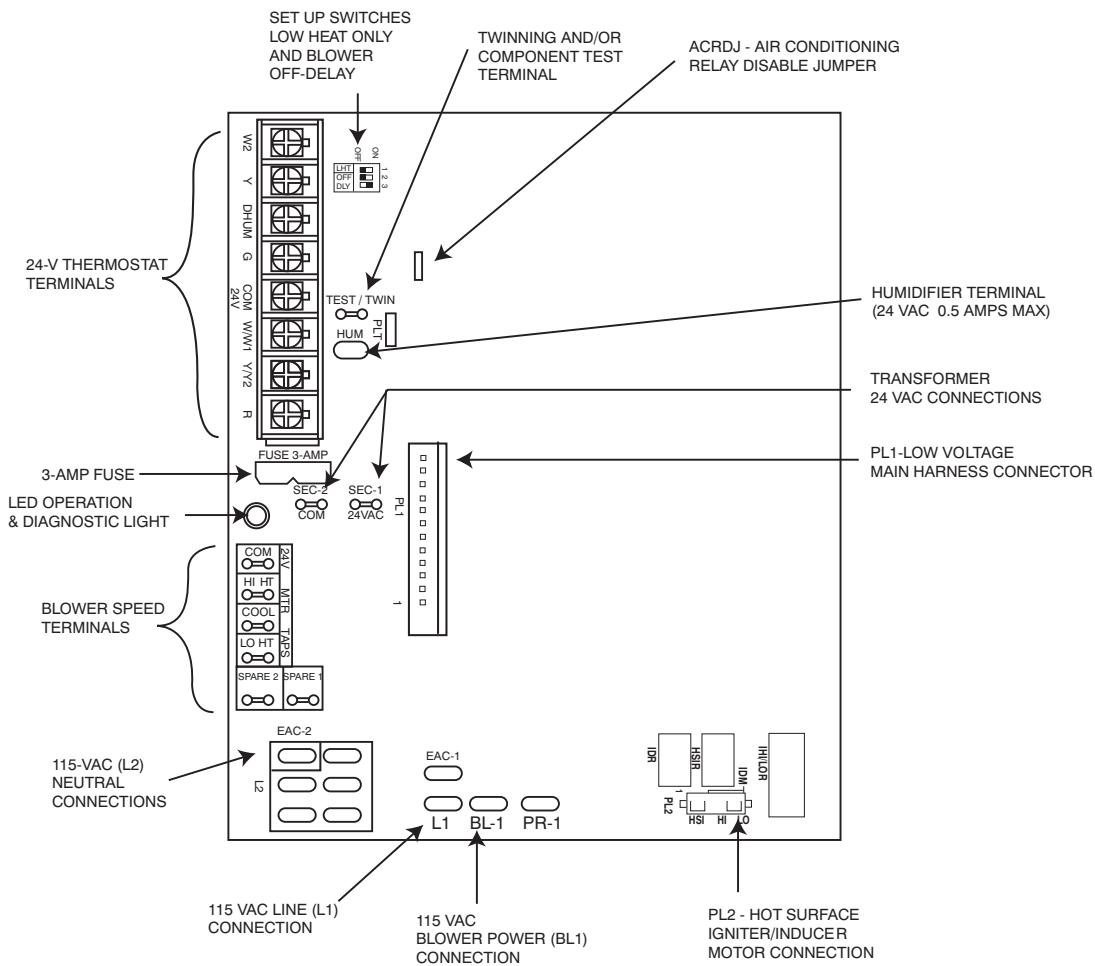 SET UP SWITCHES
LOW HEAT ONLY
AND BLOWER
OFF-DELAY
TWINNING AND/OR
COMPONENT TEST
TERMINAL
ACRDJ - AIR CONDITIONING
RELAY DISABLE JUMPER
W2
Y
DHUM
G
COM
24V
W/W1
Y/Y2
R
OFF
ON
LHT
OFF
DLY
1
2
3
24-V THERMOSTAT
TERMINALS
TEST / TWIN
PLT
HUM
HUMIDIFIER TERMINAL
(24 VAC 0.5 AMPS MAX)
TRANSFORMER
24 VAC CONNECTIONS
FUSE 3-AMP
3-AMP FUSE
PL1-LOW VOLTAGE
MAIN HARNESS CONNECTOR
SEC-2
COM
SEC-1
24VAC
PL1
1
LED OPERATION
& DIAGNOSTIC LIGHT
COM
HI HT
COOL
LO HT
24V
MTR
TAPS
SPARE 2
SPARE 1
BLOWER SPEED
TERMINALS
EAC-2
L2
115-VAC (L2)
NEUTRAL
CONNECTIONS
EAC-1
L1
BL-1
PR-1
IDR
HSIR
IHI/LOR
IDM
1
PL2
HSI
HI
LO
115 VAC LINE (L1)
CONNECTION
115 VAC
BLOWER POWER (BL1)
CONNECTION
PL2 - HOT SURFACE
IGNITER/INDUCER
MOTOR CONNECTION